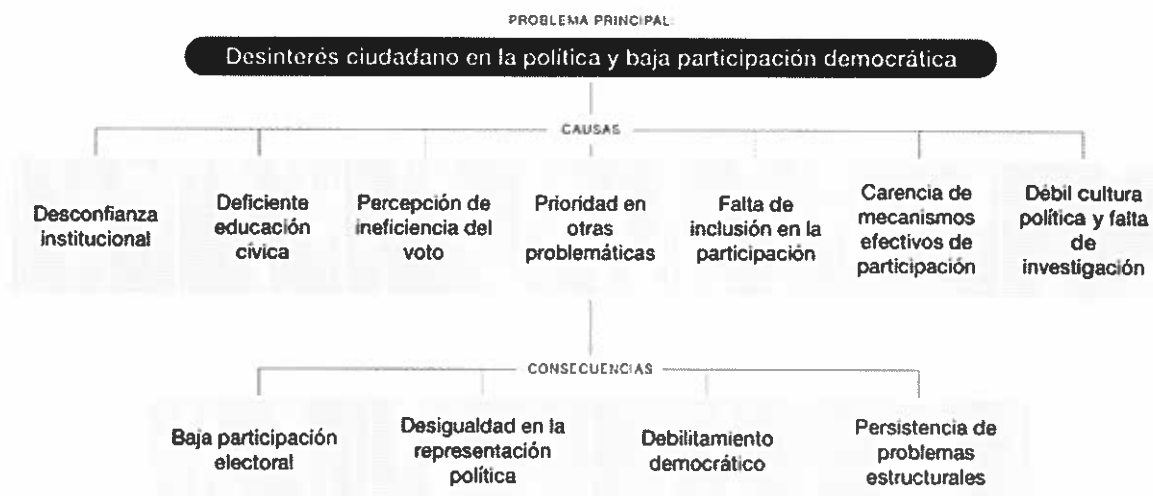 PROBLEMA PRINCIPAL:
Desinterés ciudadano en la política y baja participación democrática
CAUSAS
Desconfianza
institucional
Deficiente
educación
cívica
Percepción de
ineficiencia del
voto
Prioridad en
otras
problemáticas
Falta de
inclusión en la
participación
Carencia de
mecanismos
efectivos de
participación
Débil cultura
política y falta
de
investigación
CONSECUENCIAS
Baja participación
electoral
Desigualdad en la
representación
política
Debilitamiento
democrático
Persistencia de
problemas
estructurales